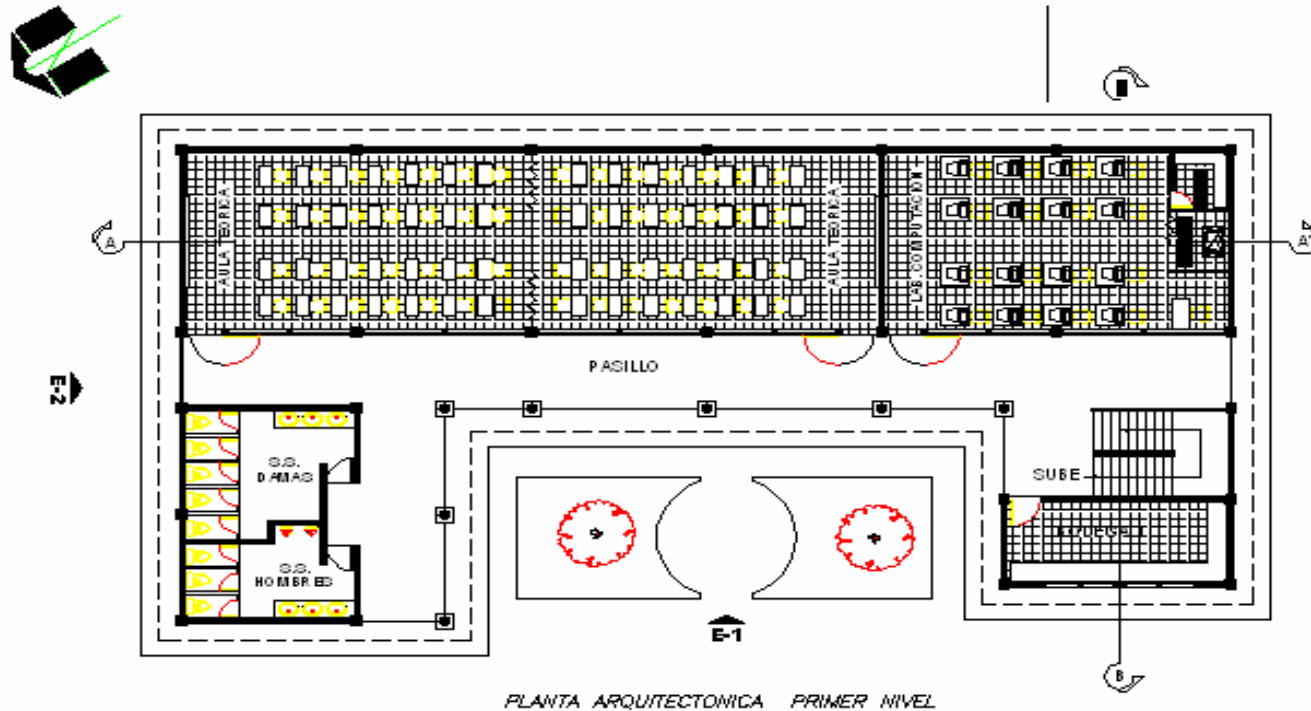 A
AULA TEORICA
AULA TEORICA
LAB. COMPUTACION
PASILLO
E-2
S.S.
DAMAS
S.S.
HOMBRES
SUBE
E-1
B
PLANTA ARQUITECTONICA PRIMER NIVEL